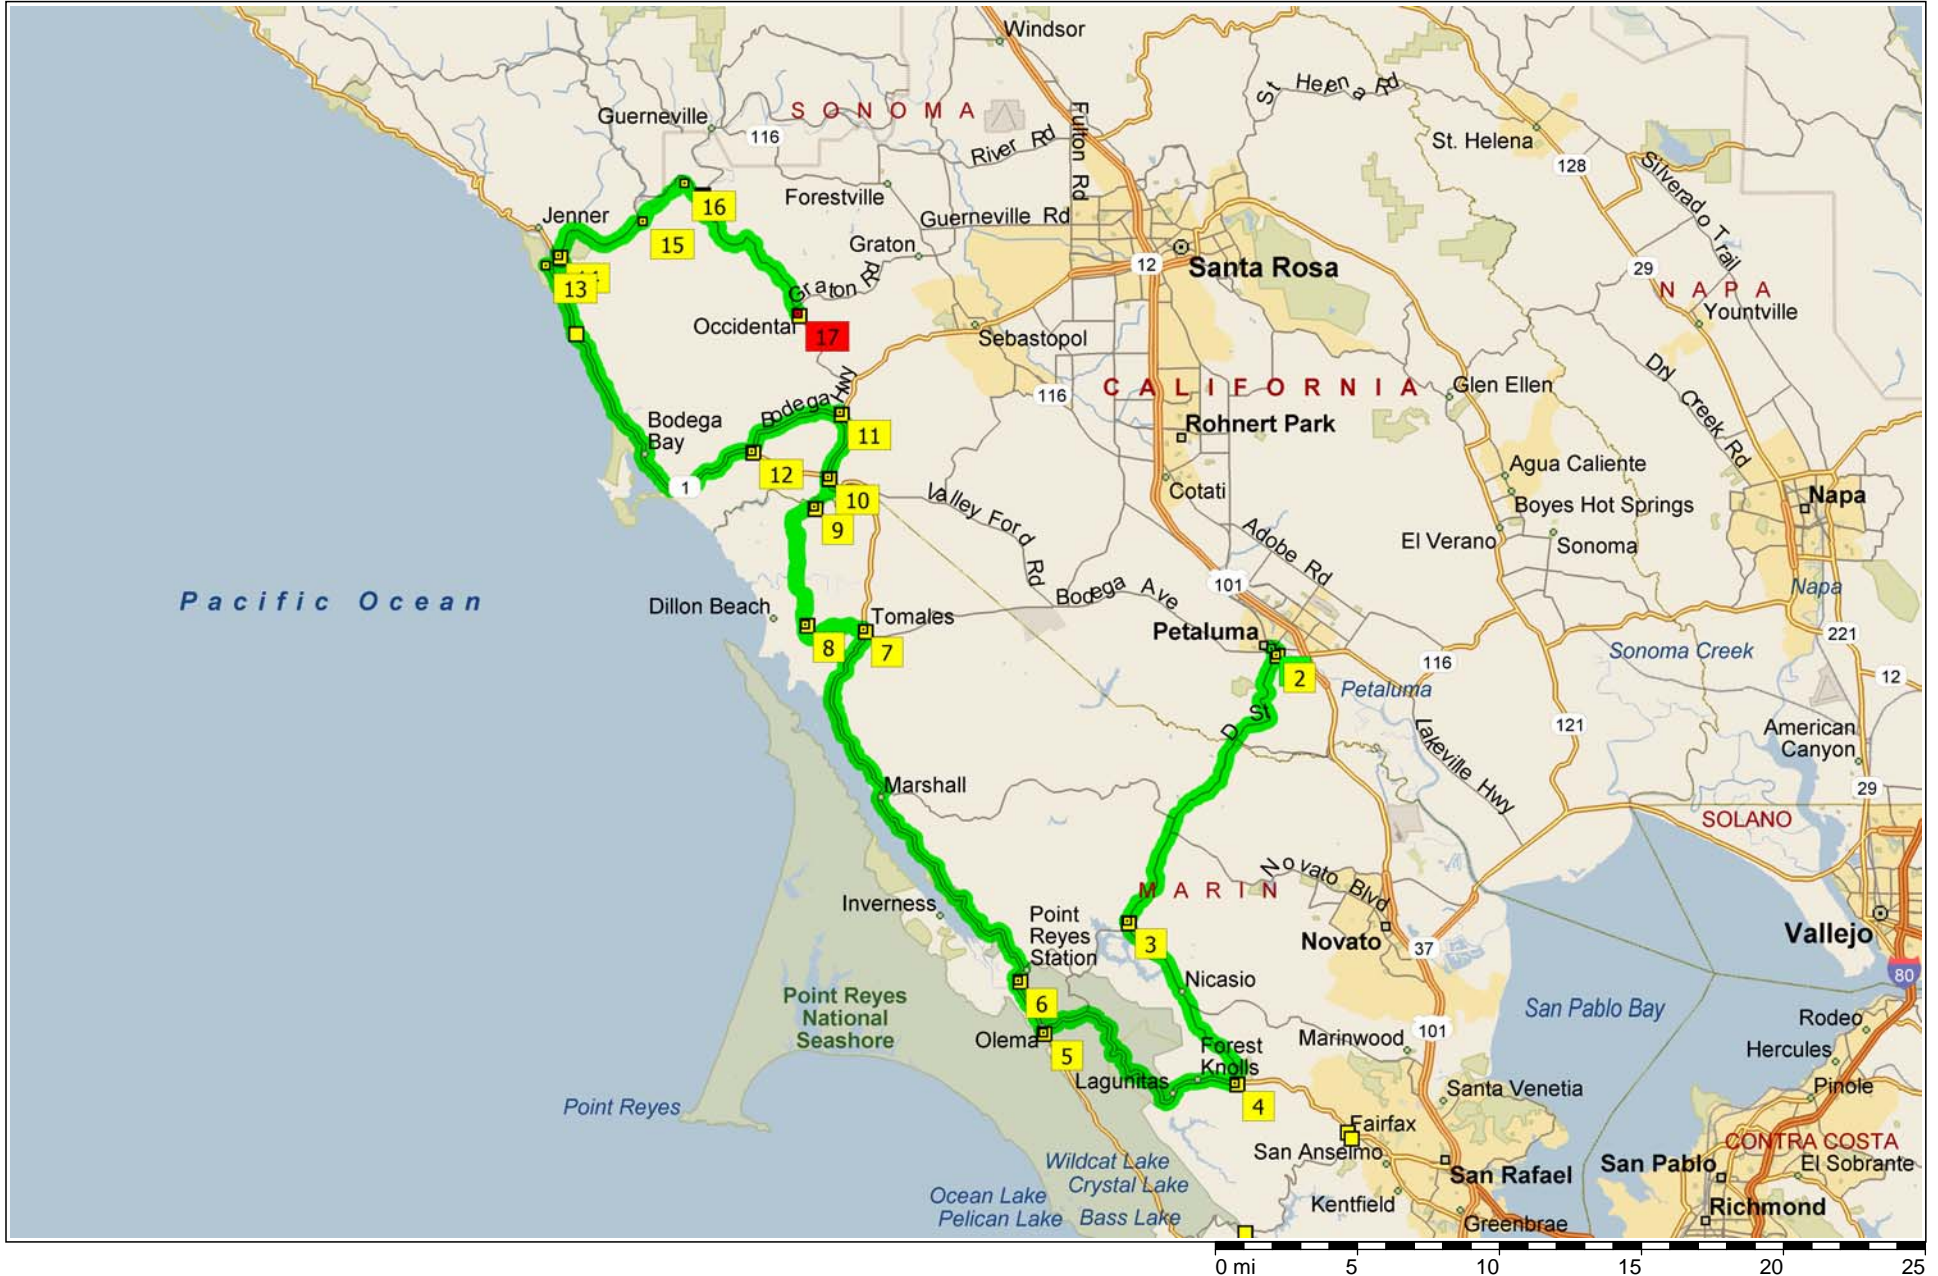 Windsor
St Helena Rd
Guerneville
116
SONOMA
River Rd
Fulton Rd
St. Helena
128
Silverado Trail
Forestville
16
Guerneville Rd
Jenner
15
Graton
Graton Rd
12
Santa Rosa
29
NAPA
Yountville
13
Occidental
17
Sebastopol
Dry Creek Rd
116
CALIFORNIA
Glen Ellen
Bodega Hwy
Bodega
Bay
11
Rohnert Park
12
1
10
9
Cotati
Agua Caliente
Boyes Hot Springs
Napa
Valley Ford Rd
Adobe Rd
El Verano
Sonoma
101
Napa
Pacific Ocean
Dillon Beach
Bodega Ave
Tomales
Petaluma
8
7
221
116
Sonoma Creek
2
Petaluma
12
D St
121
American
Canyon
Lakeville Hwy
Marshall
29
SOLANO
Novato Blvd
MARIN
Inverness
Point
Reyes
Station
3
Novato
37
Vallejo
80
Nicasio
Point Reyes
National
Seashore
6
San Pablo Bay
Rodeo
101
Marinwood
Olema
5
Forest
Knolls
Hercules
Lagunitas
Santa Venetia
Pinole
Point Reyes
4
Fairfax
CONTRA COSTA
San Anselmo
Wildcat Lake
San Rafael
San Pablo
El Sobrante
Crystal Lake
Ocean Lake
Kentfield
Richmond
Pelican Lake
Bass Lake
Greenbrae
0 mi 5 10 15 20 25